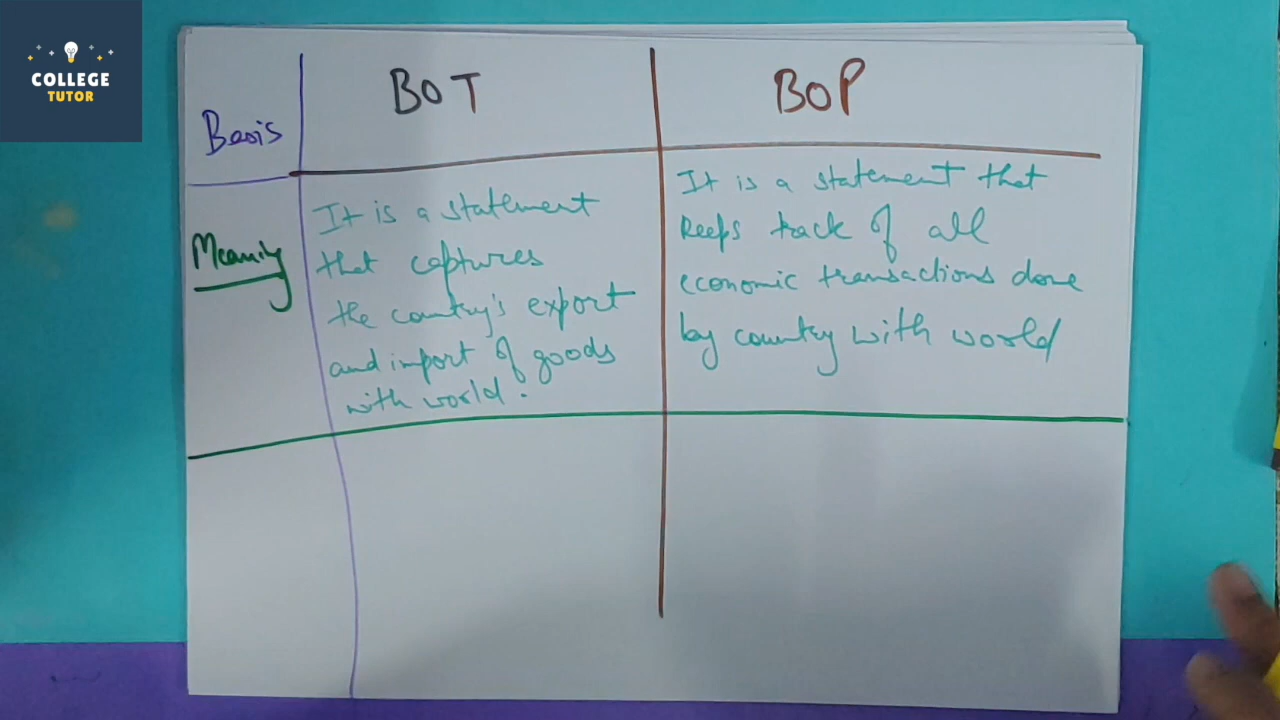 COLLEGE
TUTOR
Basis
BOT
BOP
Meaning
It is a statement
that captures
the country's export
and import of goods
with world.
It is a statement that
keeps track of all
economic transactions done
by country with world